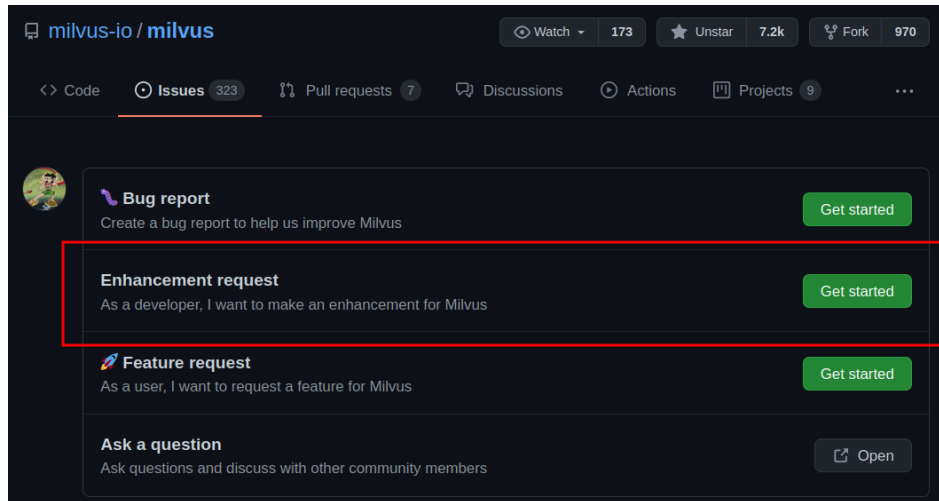 milvus-io / milvus
Watch 173 Unstar 7.2k Fork 970
Code Issues 323 Pull requests 7 Discussions Actions Projects 9 ...
Bug report
Create a bug report to help us improve Milvus
Get started
Enhancement request
As a developer, I want to make an enhancement for Milvus
Get started
Feature request
As a user, I want to request a feature for Milvus
Get started
Ask a question
Ask questions and discuss with other community members
Open